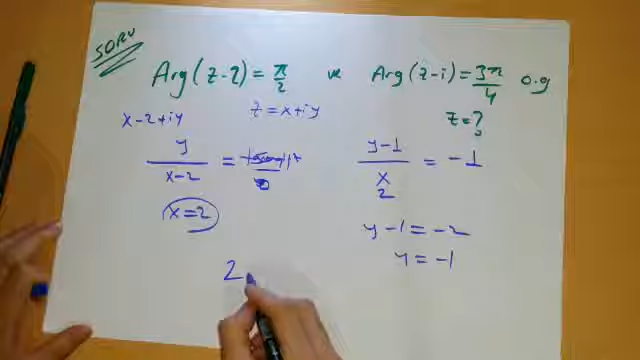 SORU
Arg(z-2) = π/2 ve Arg(z-i) = 3π/4 o.g
z = ?
x-2+iy
z = x+iy
y/(x-2) =
x=2
(y-1)/x = -1
2
y-1 = -2
y = -1
2